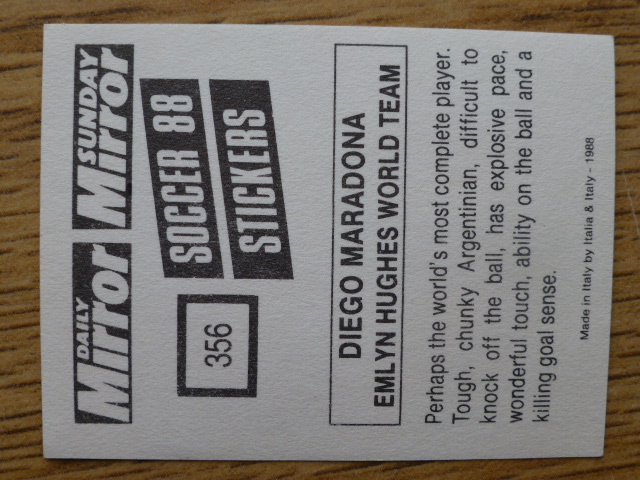 DAILY
Mirror
SUNDAY
Mirror
SOCCER 88
STICKERS
356
DIEGO MARADONA
EMLYN HUGHES WORLD TEAM
Perhaps the world's most complete player.
Tough, chunky Argentinian, difficult to
knock off the ball, has explosive pace,
wonderful touch, ability on the ball and a
killing goal sense.
Made in Italy by Italia & Italy - 1988